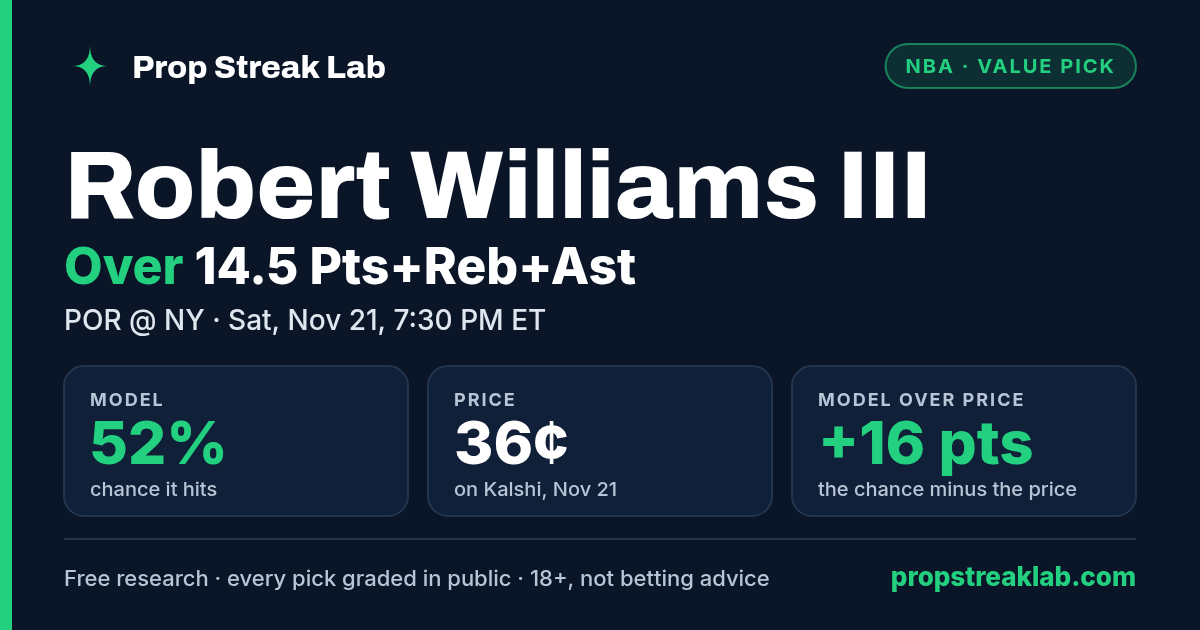 Prop Streak Lab
NBA · VALUE PICK
Robert Williams III
Over 14.5 Pts+Reb+Ast
POR @ NY · Sat, Nov 21, 7:30 PM ET
MODEL
52%
chance it hits
PRICE
36¢
on Kalshi, Nov 21
MODEL OVER PRICE
+16 pts
the chance minus the price
Free research · every pick graded in public · 18+, not betting advice
propstreaklab.com